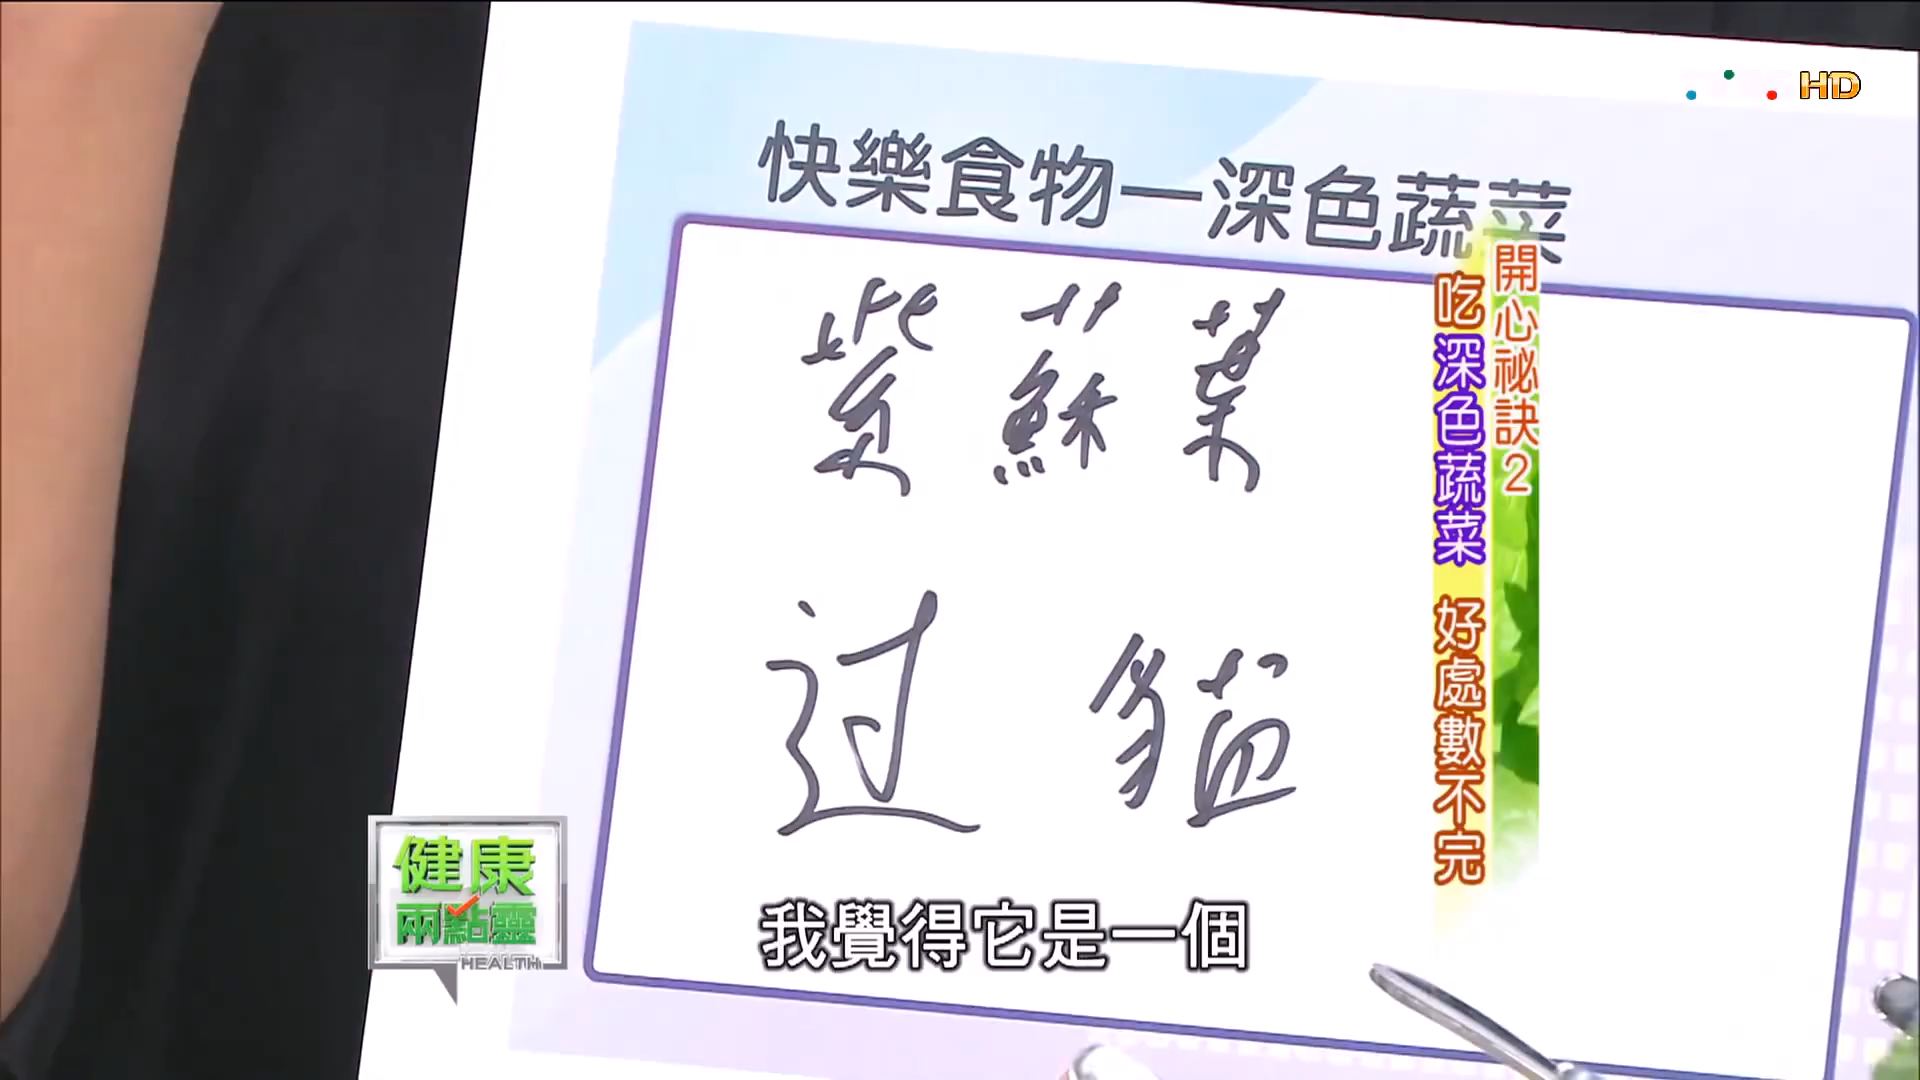 HD
快樂食物—深色蔬菜
紫蘇葉
过貓
開心祕訣2
吃深色蔬菜 好處數不完
健康
兩點靈
HEALTH
我覺得它是一個